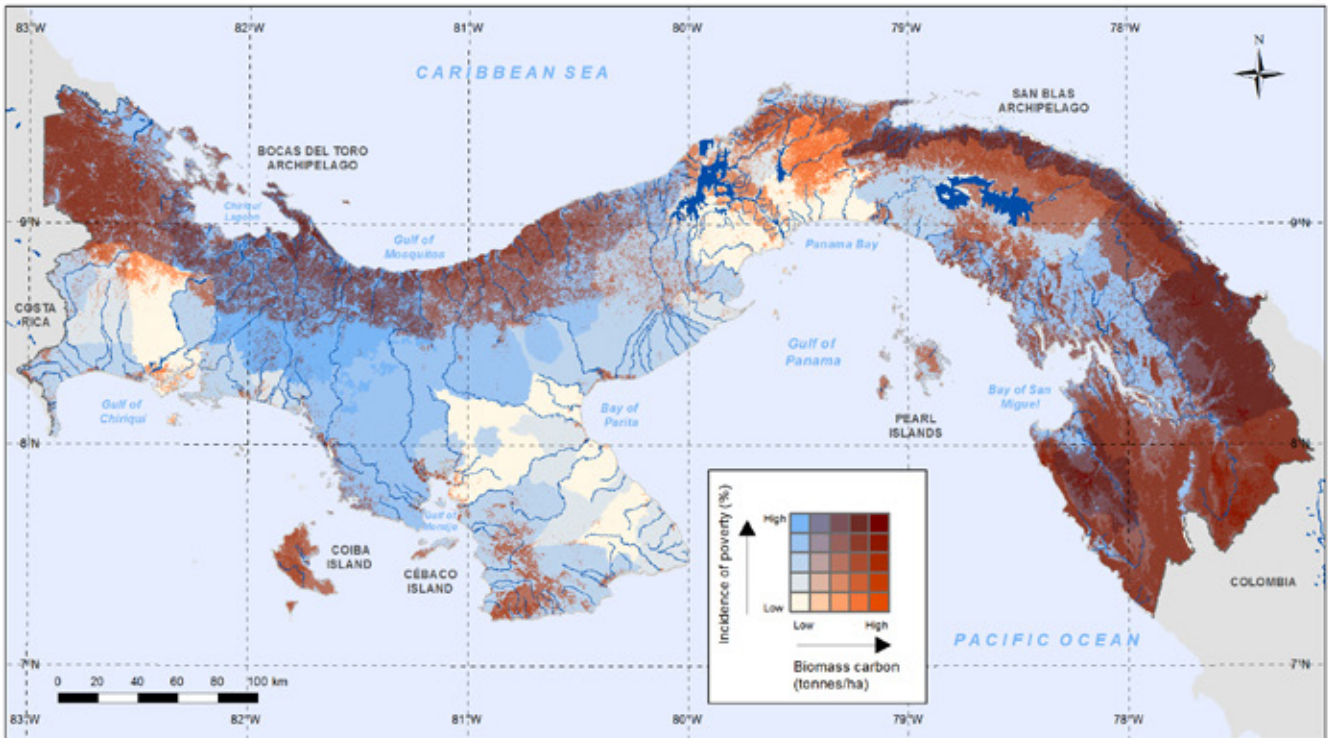 83°W 82°W 81°W 80°W 79°W 78°W
N
CARIBBEAN SEA
SAN BLAS
ARCHIPELAGO
BOCAS DEL TORO
ARCHIPELAGO
Chiriquí
Lagoon
9°N 9°N
Gulf of
Mosquitos
Panama Bay
COSTA
RICA
Gulf of
Panama
Gulf of
Chiriquí
Bay of
Parita
Bay of San
Miguel
PEARL
ISLANDS
8°N 8°N
Gulf of
COIBA
ISLAND
CÉBACO
ISLAND
COLOMBIA
Incidence of poverty (%)
High
Low
Low High
Biomass carbon
(tonnes/ha)
PACIFIC OCEAN
7°N 7°N
0 20 40 60 80 100 km
83°W 82°W 81°W 80°W 79°W 78°W